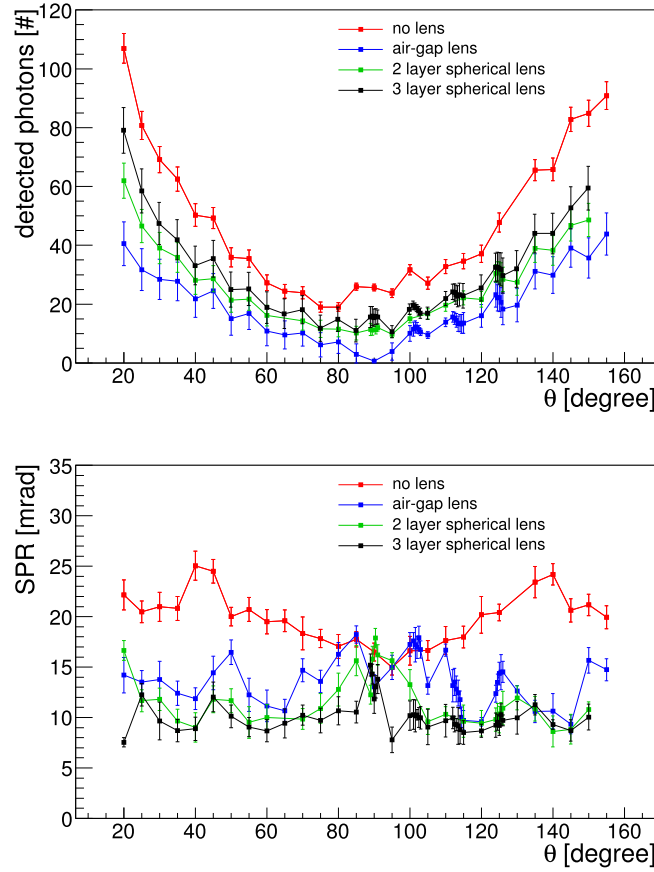 detected photons [#]
120
100
80
60
40
20
0
no lens
air-gap lens
2 layer spherical lens
3 layer spherical lens
20 40 60 80 100 120 140 160
θ [degree]
SPR [mrad]
35
30
25
20
15
10
5
0
no lens
air-gap lens
2 layer spherical lens
3 layer spherical lens
20 40 60 80 100 120 140 160
θ [degree]